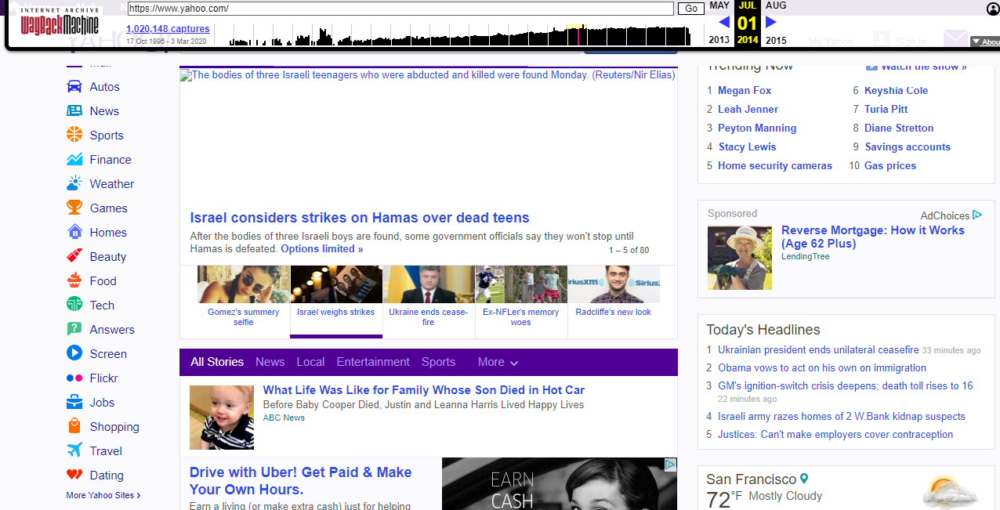 INTERNET ARCHIVE
WayBackMachine
https://www.yahoo.com/
Go
1,020,148 captures
17 Oct 1996 - 3 Mar 2020
MAY
JUL
AUG
01
2013
2014
2015
My Yahoo
Sign In
Abou
Mail
Autos
News
Sports
Finance
Weather
Games
Homes
Beauty
Food
Tech
Answers
Screen
Flickr
Jobs
Shopping
Travel
Dating
More Yahoo Sites >
The bodies of three Israeli teenagers who were abducted and killed were found Monday. (Reuters/Nir Elias)
Israel considers strikes on Hamas over dead teens
After the bodies of three Israeli boys are found, some government officials say they won't stop until
Hamas is defeated. Options limited »
1 – 5 of 80
siriusxm
Sirius
Gomez's summery
selfie
Israel weighs strikes
Ukraine ends cease-
fire
Ex-NFLer's memory
woes
Radcliffe's new look
All Stories News Local Entertainment Sports More
What Life Was Like for Family Whose Son Died in Hot Car
Before Baby Cooper Died, Justin and Leanna Harris Lived Happy Lives
ABC News
Drive with Uber! Get Paid & Make
Your Own Hours.
Earn a living (or make extra cash) just for helping
EARN
CASH
Trending Now
Watch the show »
1 Megan Fox
2 Leah Jenner
3 Peyton Manning
4 Stacy Lewis
5 Home security cameras
6 Keyshia Cole
7 Turia Pitt
8 Diane Stretton
9 Savings accounts
10 Gas prices
Sponsored
AdChoices
Reverse Mortgage: How it Works
(Age 62 Plus)
LendingTree
Today's Headlines
1 Ukrainian president ends unilateral ceasefire 33 minutes ago
2 Obama vows to act on his own on immigration
3 GM's ignition-switch crisis deepens; death toll rises to 16
22 minutes ago
4 Israeli army razes homes of 2 W.Bank kidnap suspects
5 Justices: Can't make employers cover contraception
San Francisco
72°F Mostly Cloudy